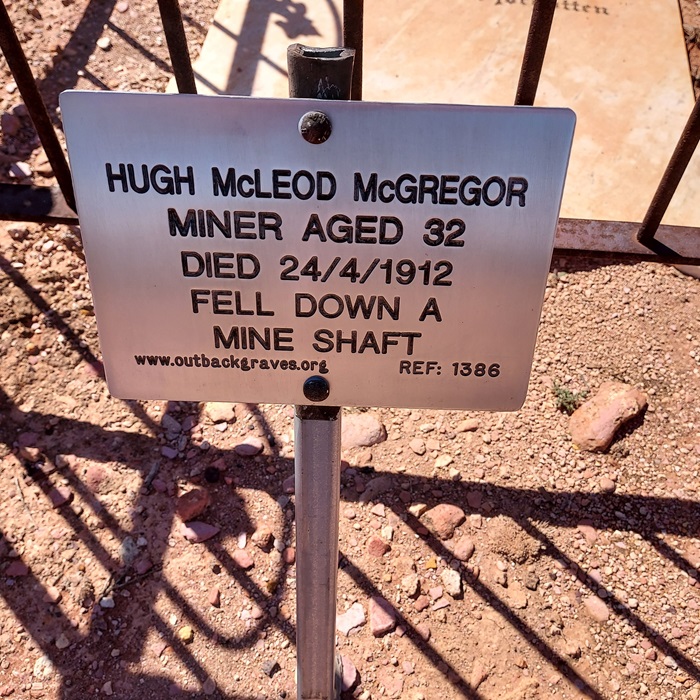 Forgotten
HUGH McLEOD McGREGOR
MINER AGED 32
DIED 24/4/1912
FELL DOWN A
MINE SHAFT
www.outbackgraves.org
REF: 1386